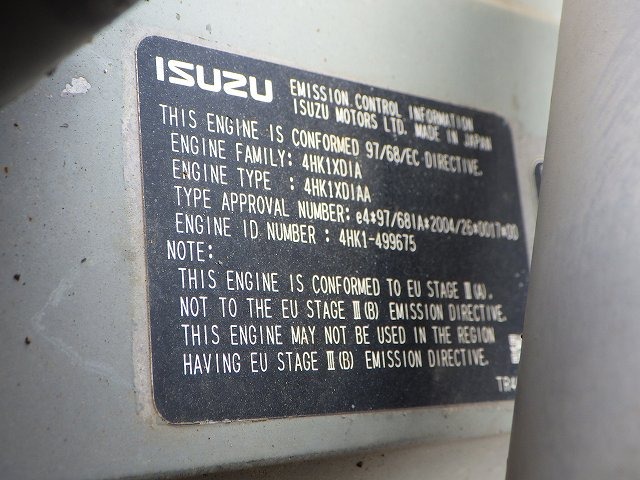 ISUZU
EMISSION CONTROL INFORMATION
ISUZU MOTORS LTD. MADE IN JAPAN
THIS ENGINE IS CONFORMED 97/68/EC DIRECTIVE.
ENGINE FAMILY: 4HK1XD1A
ENGINE TYPE : 4HK1XD1AA
TYPE APPROVAL NUMBER: e4*97/68IA*2004/26*0017*00
ENGINE ID NUMBER : 4HK1-499675
NOTE:
THIS ENGINE IS CONFORMED TO EU STAGE Ⅲ(A).
NOT TO THE EU STAGE Ⅲ(B) EMISSION DIRECTIVE.
THIS ENGINE MAY NOT BE USED IN THE REGION
HAVING EU STAGE Ⅲ(B) EMISSION DIRECTIVE.